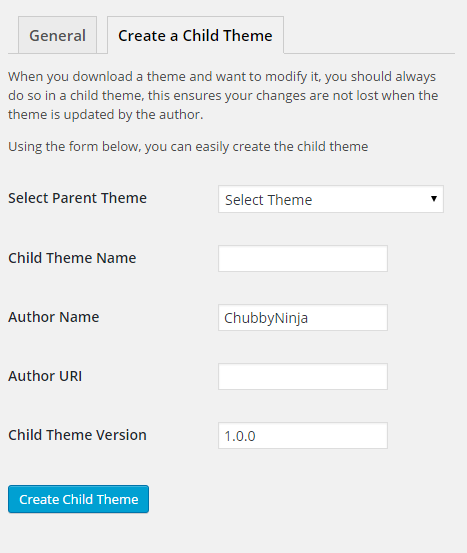 General
Create a Child Theme
When you download a theme and want to modify it, you should always
do so in a child theme, this ensures your changes are not lost when the
theme is updated by the author.
Using the form below, you can easily create the child theme
Select Parent Theme
Select Theme
Child Theme Name
Author Name
ChubbyNinja
Author URI
Child Theme Version
1.0.0
Create Child Theme